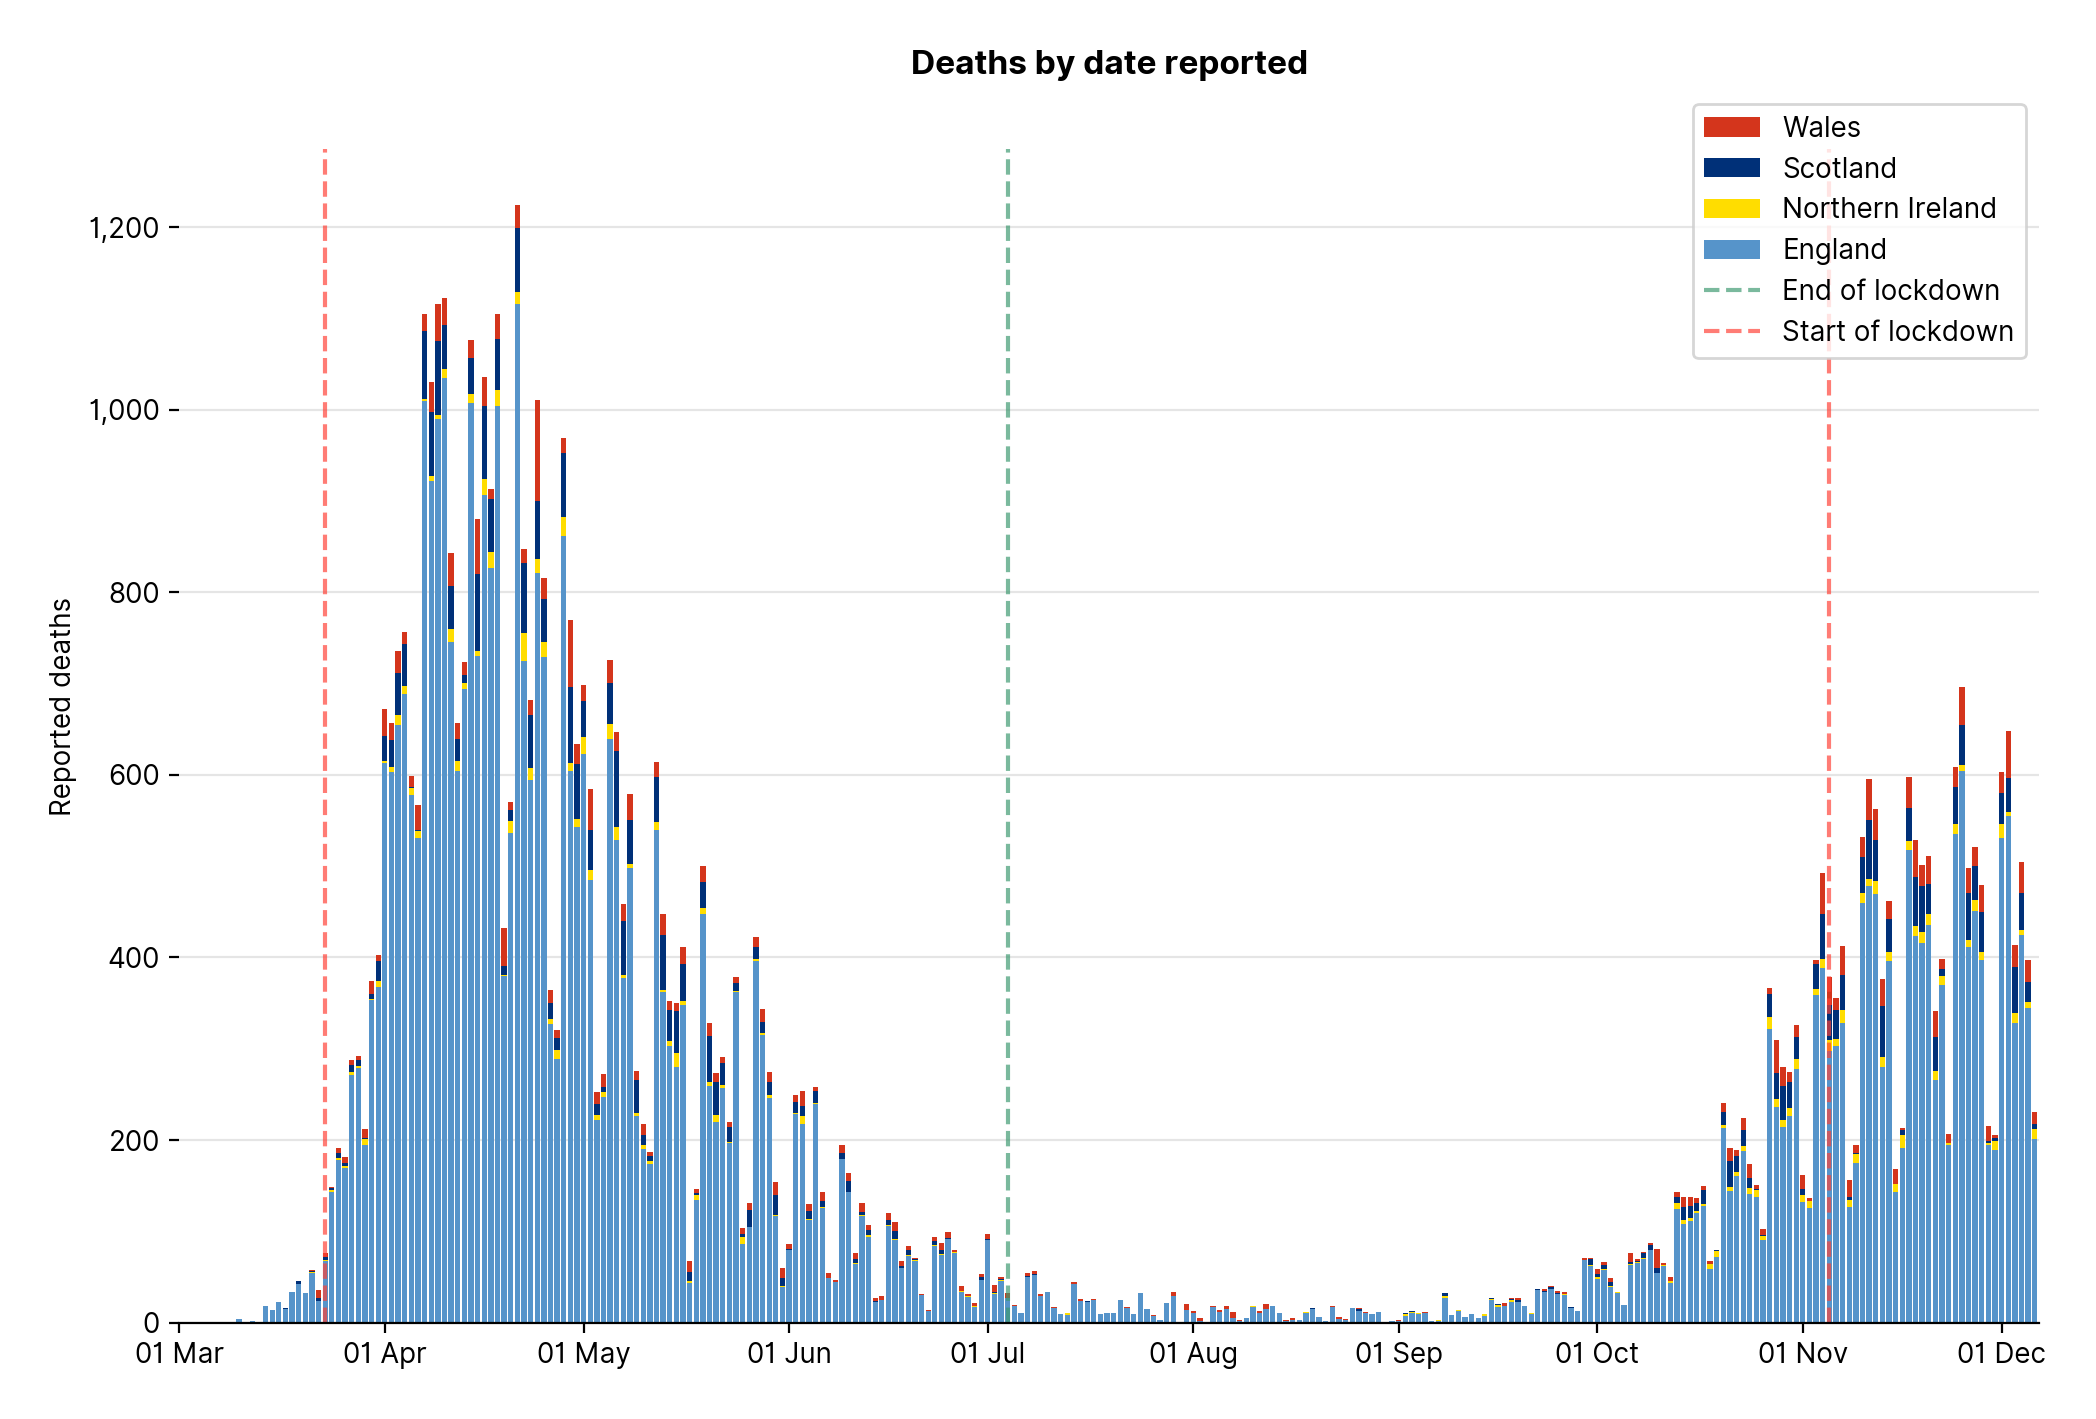 Deaths by date reported
Wales
Scotland
Northern Ireland
England
End of lockdown
Start of lockdown
Reported deaths
1,200
1,000
800
600
400
200
0
01 Mar
01 Apr
01 May
01 Jun
01 Jul
01 Aug
01 Sep
01 Oct
01 Nov
01 Dec